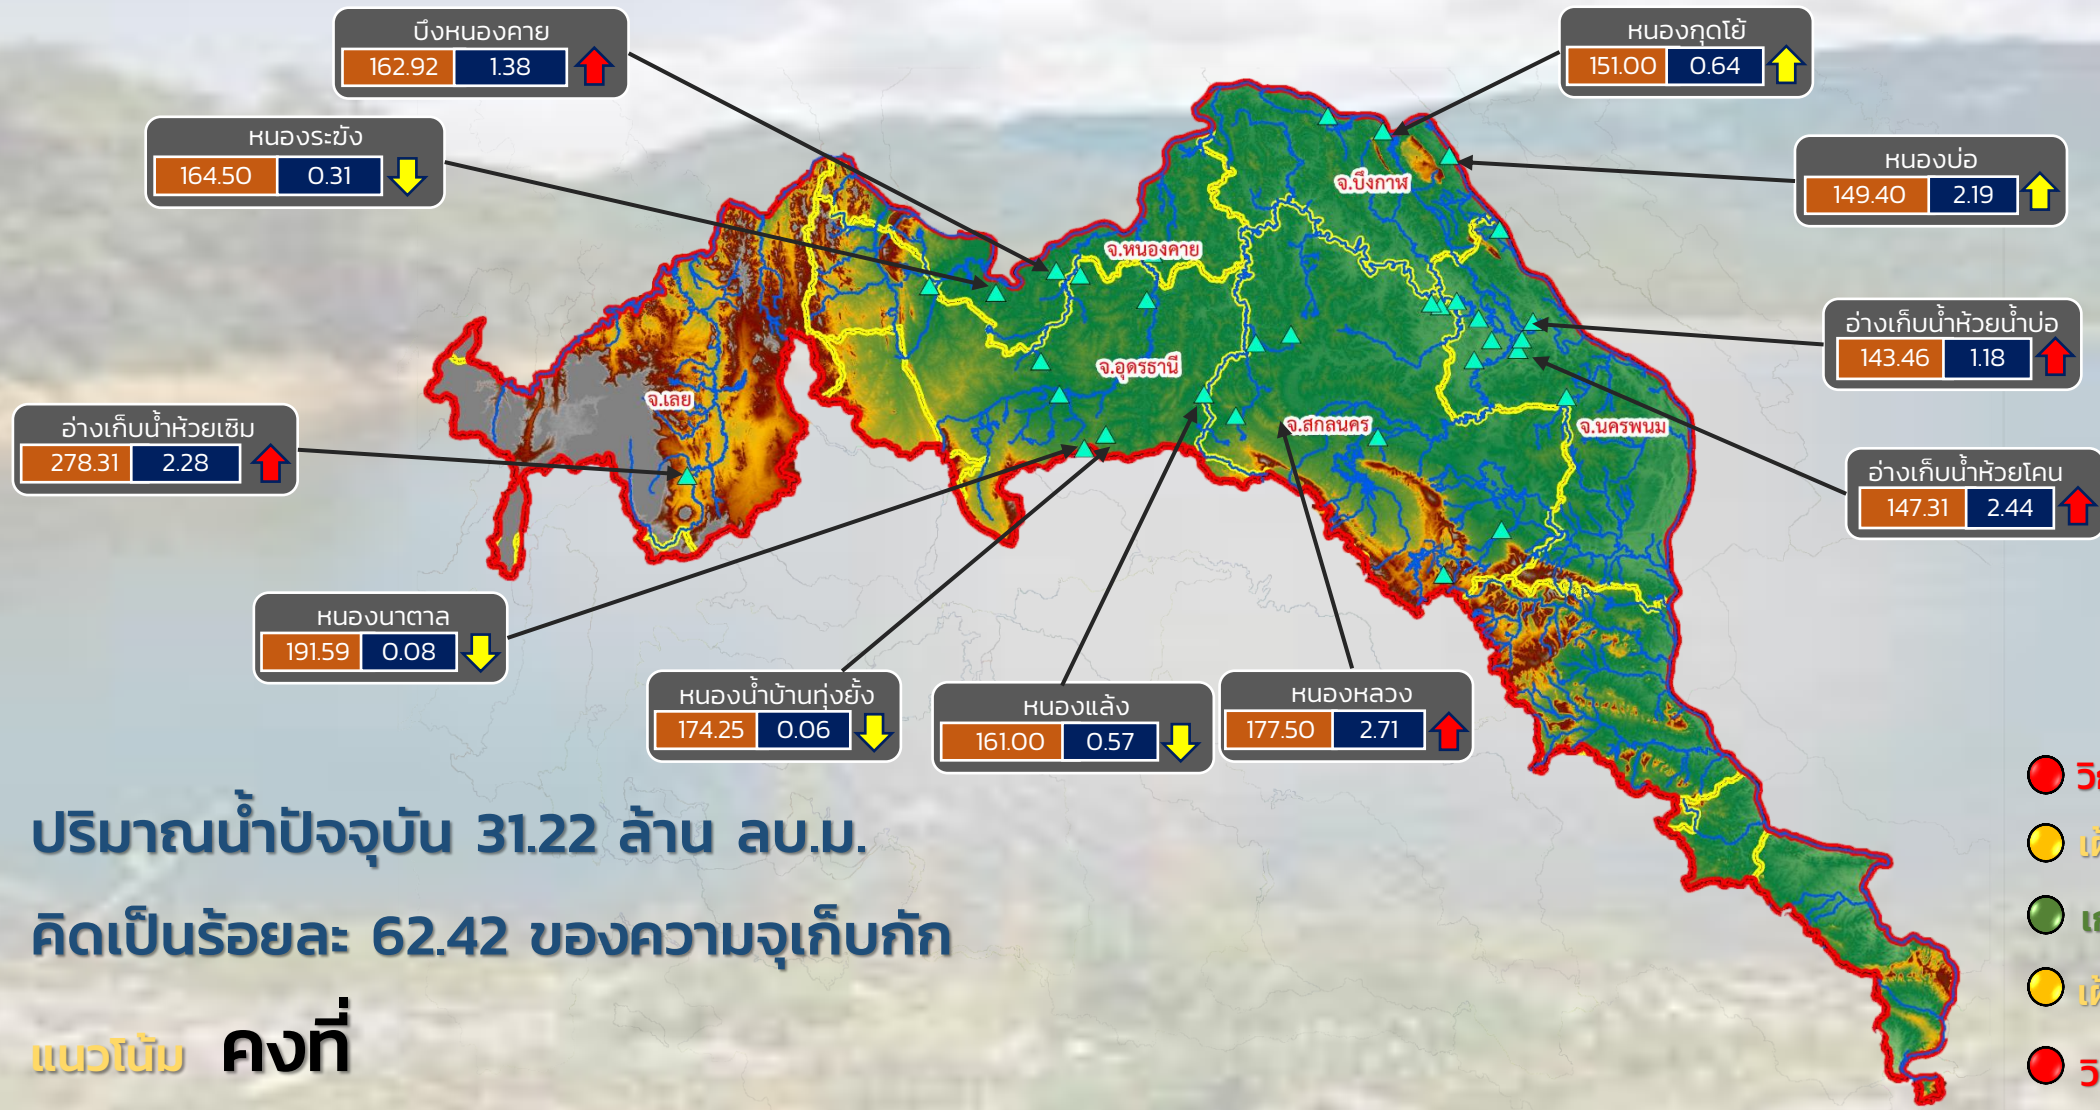 บึงหนองคาย
162.92 1.38
หนองกุดโย้
151.00 0.64
หนองระฆัง
164.50 0.31
หนองบ่อ
149.40 2.19
จ.บึงกาฬ
จ.หนองคาย
อ่างเก็บน้ำห้วยน้ำบ่อ
143.46 1.18
จ.อุดรธานี
จ.เลย
จ.สกลนคร
จ.นครพนม
อ่างเก็บน้ำห้วยเซิม
278.31 2.28
อ่างเก็บน้ำห้วยโคน
147.31 2.44
หนองนาตาล
191.59 0.08
หนองน้ำบ้านทุ่งยั้ง
174.25 0.06
หนองแล้ง
161.00 0.57
หนองหลวง
177.50 2.71
ปริมาณน้ำปัจจุบัน 31.22 ล้าน ลบ.ม.
คิดเป็นร้อยละ 62.42 ของความจุเก็บกัก
แนวโน้ม คงที่